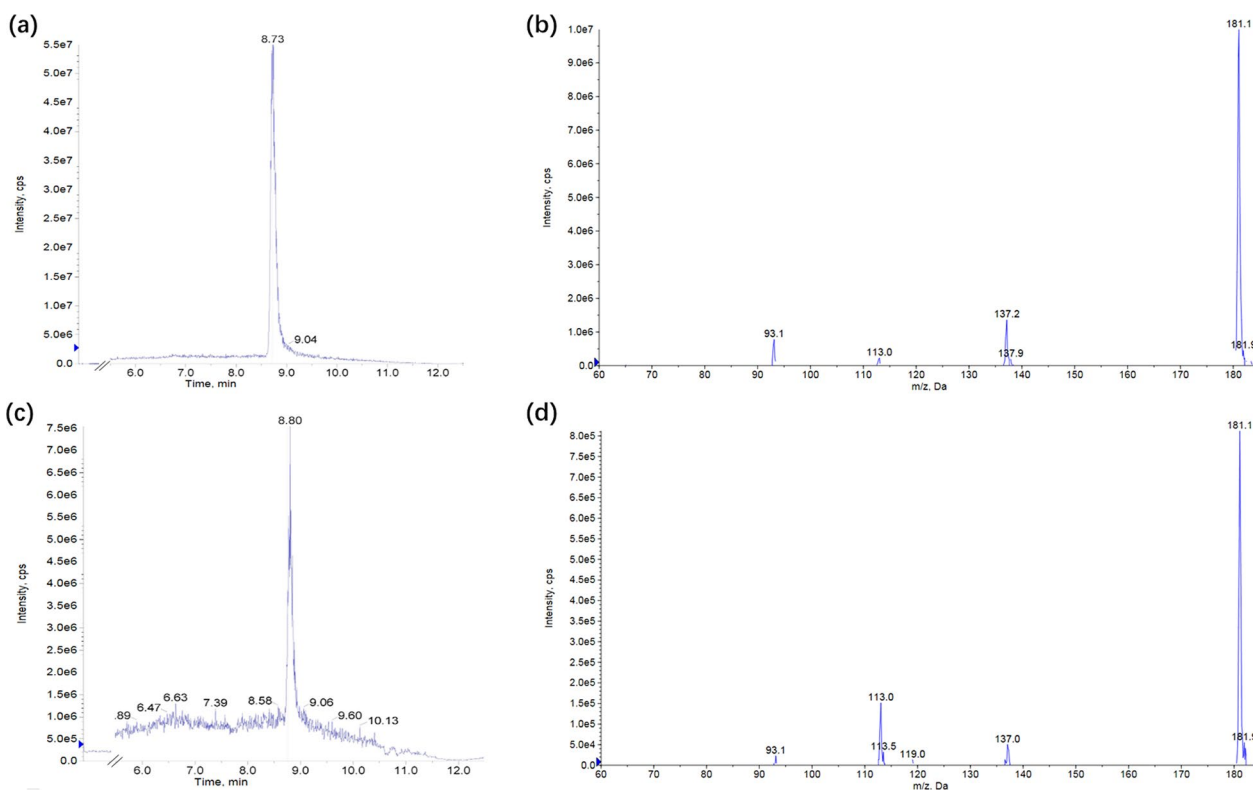 (a)
8.73
5.5e7
5.0e7
4.5e7
4.0e7
3.5e7
3.0e7
2.5e7
2.0e7
1.5e7
1.0e7
5.0e6
0.0
9.04
Intensity, cps
6.0 7.0 8.0 9.0 10.0 11.0 12.0
Time, min
(b)
181.1
1.0e7
9.0e6
8.0e6
7.0e6
6.0e6
5.0e6
4.0e6
3.0e6
2.0e6
1.0e6
0.0
Intensity, cps
93.1
113.0
137.2
137.9
181.9
60 70 80 90 100 110 120 130 140 150 160 170 180
m/z, Da
(c)
8.80
7.5e6
7.0e6
6.5e6
6.0e6
5.5e6
5.0e6
4.5e6
4.0e6
3.5e6
3.0e6
2.5e6
2.0e6
1.5e6
1.0e6
5.0e5
0.0
Intensity, cps
.89
6.47
6.63
7.39
8.58
9.06
9.60
10.13
6.0 7.0 8.0 9.0 10.0 11.0 12.0
Time, min
(d)
181.1
8.0e5
7.5e5
7.0e5
6.5e5
6.0e5
5.5e5
5.0e5
4.5e5
4.0e5
3.5e5
3.0e5
2.5e5
2.0e5
1.5e5
1.0e5
5.0e4
0.0
Intensity, cps
93.1
113.0
113.5
119.0
137.0
181.9
60 70 80 90 100 110 120 130 140 150 160 170 180
m/z, Da